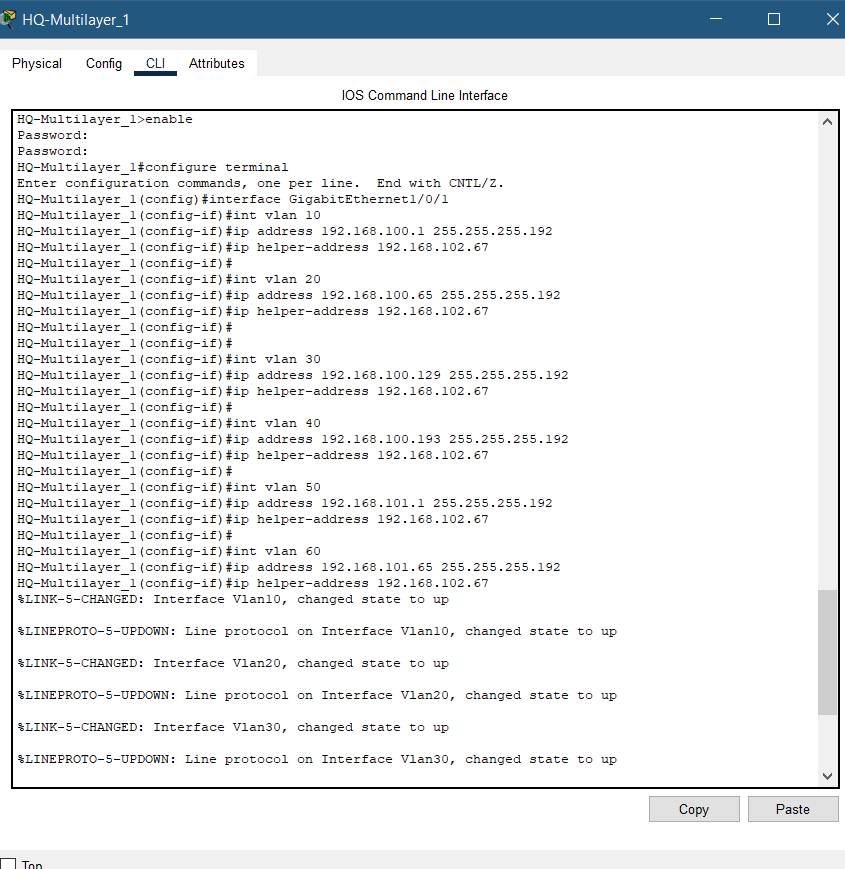 HQ-Multilayer_1
Physical Config CLI Attributes
IOS Command Line Interface
HQ-Multilayer_1>enable
Password:
Password:
HQ-Multilayer_1#configure terminal
Enter configuration commands, one per line.  End with CNTL/Z.
HQ-Multilayer_1(config)#interface GigabitEthernet1/0/1
HQ-Multilayer_1(config-if)#int vlan 10
HQ-Multilayer_1(config-if)#ip address 192.168.100.1 255.255.255.192
HQ-Multilayer_1(config-if)#ip helper-address 192.168.102.67
HQ-Multilayer_1(config-if)#
HQ-Multilayer_1(config-if)#int vlan 20
HQ-Multilayer_1(config-if)#ip address 192.168.100.65 255.255.255.192
HQ-Multilayer_1(config-if)#ip helper-address 192.168.102.67
HQ-Multilayer_1(config-if)#
HQ-Multilayer_1(config-if)#
HQ-Multilayer_1(config-if)#int vlan 30
HQ-Multilayer_1(config-if)#ip address 192.168.100.129 255.255.255.192
HQ-Multilayer_1(config-if)#ip helper-address 192.168.102.67
HQ-Multilayer_1(config-if)#
HQ-Multilayer_1(config-if)#int vlan 40
HQ-Multilayer_1(config-if)#ip address 192.168.100.193 255.255.255.192
HQ-Multilayer_1(config-if)#ip helper-address 192.168.102.67
HQ-Multilayer_1(config-if)#
HQ-Multilayer_1(config-if)#int vlan 50
HQ-Multilayer_1(config-if)#ip address 192.168.101.1 255.255.255.192
HQ-Multilayer_1(config-if)#ip helper-address 192.168.102.67
HQ-Multilayer_1(config-if)#
HQ-Multilayer_1(config-if)#int vlan 60
HQ-Multilayer_1(config-if)#ip address 192.168.101.65 255.255.255.192
HQ-Multilayer_1(config-if)#ip helper-address 192.168.102.67
%LINK-5-CHANGED: Interface Vlan10, changed state to up
%LINEPROTO-5-UPDOWN: Line protocol on Interface Vlan10, changed state to up
%LINK-5-CHANGED: Interface Vlan20, changed state to up
%LINEPROTO-5-UPDOWN: Line protocol on Interface Vlan20, changed state to up
%LINK-5-CHANGED: Interface Vlan30, changed state to up
%LINEPROTO-5-UPDOWN: Line protocol on Interface Vlan30, changed state to up
Copy Paste
Top